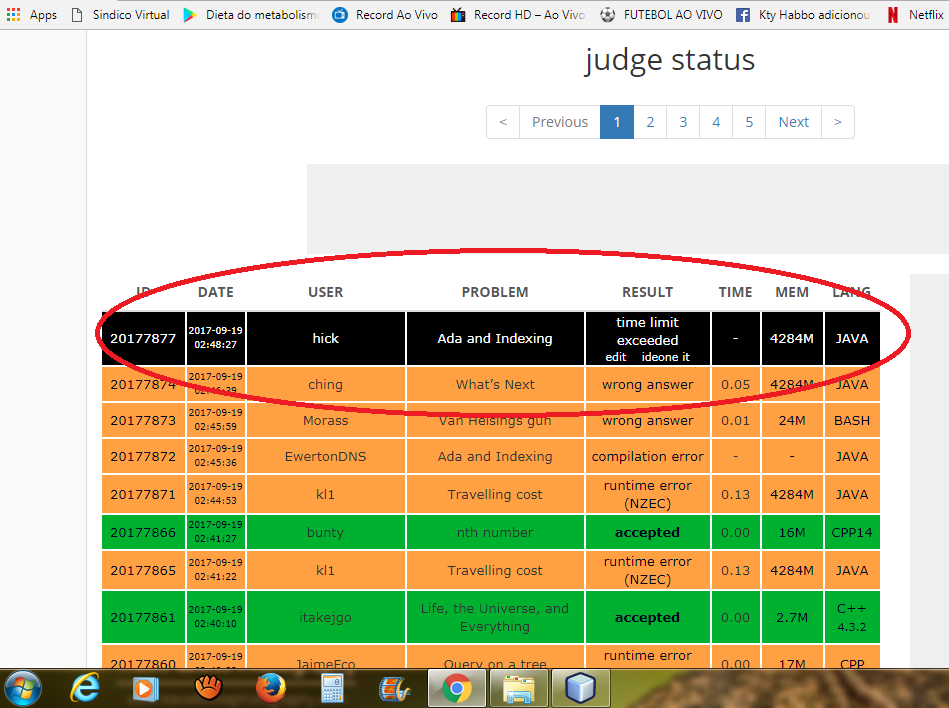 Apps Sindico Virtual Dieta do metabolism Record Ao Vivo Record HD – Ao Vivo FUTEBOL AO VIVO Kty Habbo adicionou Netflix
judge status
< Previous 1 2 3 4 5 Next >
ID DATE USER PROBLEM RESULT TIME MEM LANG
20177877 2017-09-19 02:48:27 hick Ada and Indexing time limit exceeded edit ideone it - 4284M JAVA
20177874 2017-09-19 ching What's Next wrong answer 0.05 4284M JAVA
20177873 2017-09-19 02:45:59 Morass Van Helsings gun wrong answer 0.01 24M BASH
20177872 2017-09-19 02:45:36 EwertonDNS Ada and Indexing compilation error - - JAVA
20177871 2017-09-19 02:44:53 kl1 Travelling cost runtime error (NZEC) 0.13 4284M JAVA
20177866 2017-09-19 02:41:27 bunty nth number accepted 0.00 16M CPP14
20177865 2017-09-19 02:41:22 kl1 Travelling cost runtime error (NZEC) 0.13 4284M JAVA
20177861 2017-09-19 02:40:10 itakejgo Life, the Universe, and Everything accepted 0.00 2.7M C++ 4.3.2
20177860 2017-09-19 JaimeEco Query on a tree runtime error 0.00 17M CPP